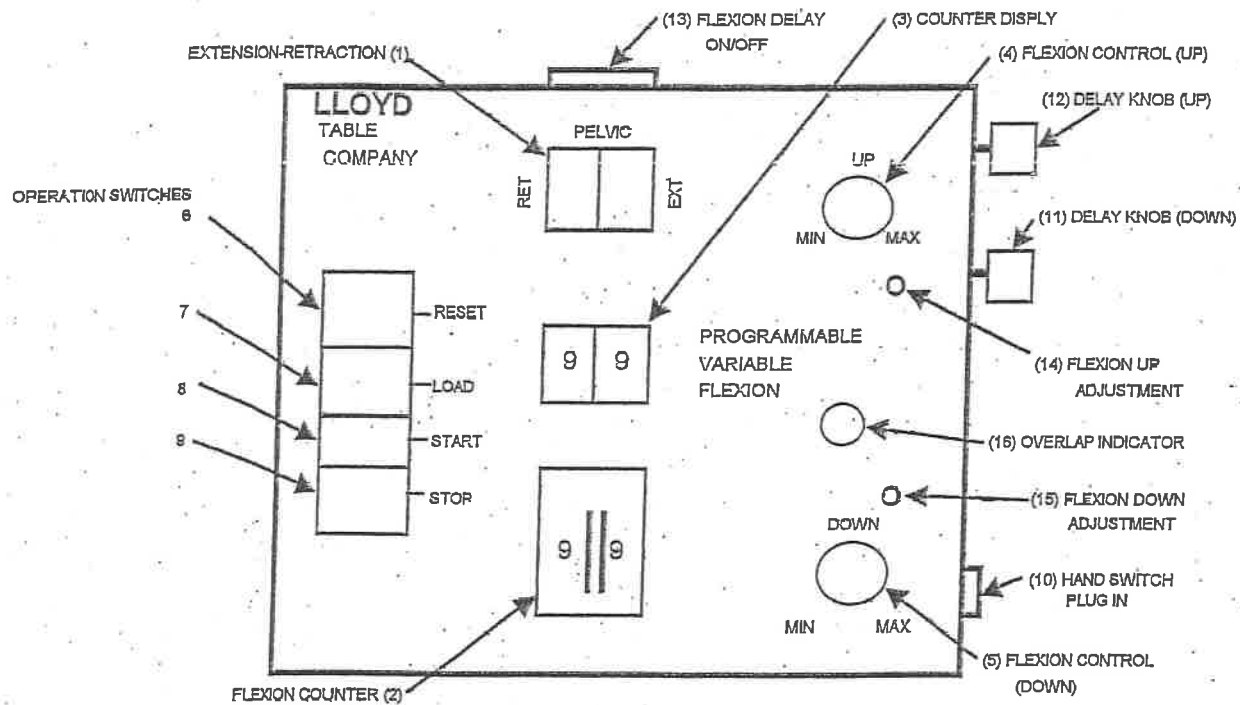 (13) FLEXION DELAY
ON/OFF
(3) COUNTER DISPLY
EXTENSION-RETRACTION (1)
(4) FLEXION CONTROL (UP)
LLOYD
TABLE
COMPANY
(12) DELAY KNOB (UP)
PELVIC
RET
EXT
UP
MIN
MAX
OPERATION SWITCHES
6
(11) DELAY KNOB (DOWN)
7
RESET
9 9
PROGRAMMABLE
VARIABLE
FLEXION
(14) FLEXION UP
ADJUSTMENT
8
LOAD
9
START
(16) OVERLAP INDICATOR
STOP
(15) FLEXION DOWN
ADJUSTMENT
9 9
DOWN
MIN
MAX
(10) HAND SWITCH
PLUG IN
(5) FLEXION CONTROL
(DOWN)
FLEXION COUNTER (2)